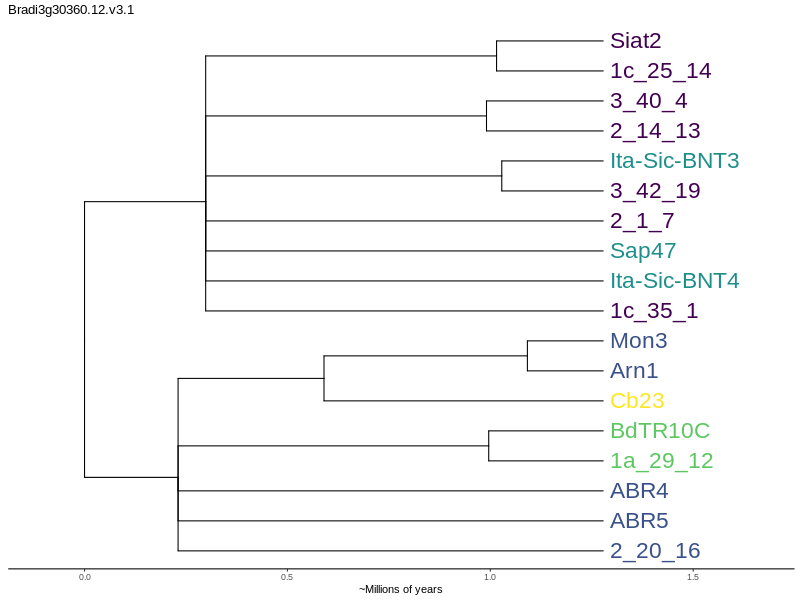 Bradi3g30360.12.v3.1
Siat2
1c_25_14
3_40_4
2_14_13
Ita-Sic-BNT3
3_42_19
2_1_7
Sap47
Ita-Sic-BNT4
1c_35_1
Mon3
Arn1
Cb23
BdTR10C
1a_29_12
ABR4
ABR5
2_20_16
0.0 0.5 1.0 1.5
~Millions of years